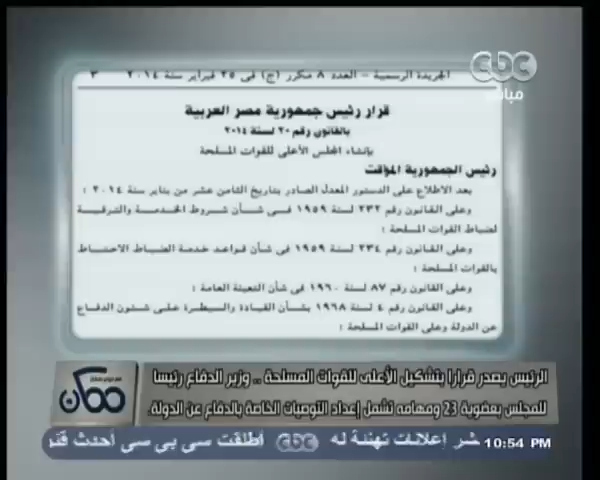 cbc
مباشر
الجريدة الرسمية – العدد ٨ مكرر (ج) فى ٢٥ فبراير سنة ٢٠١٤ ٣
قرار رئيس جمهورية مصر العربية
بالقانون رقم ٢٠ لسنة ٢٠١٤
بإنشاء المجلس الأعلى للقوات المسلحة
رئيس الجمهورية المؤقت
بعد الاطلاع على الدستور المعدل الصادر بتاريخ الثامن عشر من يناير سنة ٢٠١٤ ؛
وعلى القانون رقم ٢٣٢ لسنة ١٩٥٩ فى شأن شروط الخدمة والترقية
لضباط القوات المسلحة ؛
وعلى القانون رقم ٢٣٤ لسنة ١٩٥٩ فى شأن قواعد خدمة الضباط الاحتياط
بالقوات المسلحة ؛
وعلى القانون رقم ٨٧ لسنة ١٩٦٠ فى شأن التعبئة العامة ؛
وعلى القانون رقم ٤ لسنة ١٩٦٨ بشأن القيادة والسيطرة على شئون الدفاع
عن الدولة وعلى القوات المسلحة ؛
الرئيس يصدر قرارا بتشكيل الأعلى للقوات المسلحة .. وزير الدفاع رئيسا
للمجلس بعضوية 23 ومهامه تشمل إعداد التوصيات الخاصة بالدفاع عن الدولة
ممكن
شر إعلانات تهنئة له cbc أطلقت سى بى سى أحدث قنو
10:54 PM